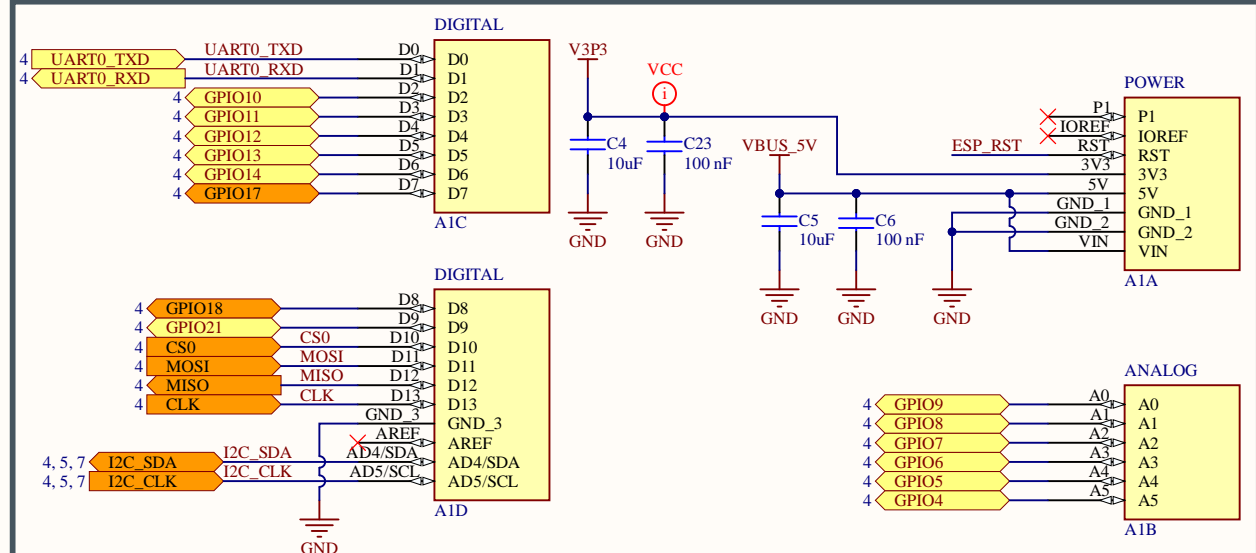 DIGITAL
4 UART0_TXD UART0_TXD D0 D0
4 UART0_RXD UART0_RXD D1 D1
4 GPIO10 D2 D2
4 GPIO11 D3 D3
4 GPIO12 D4 D4
4 GPIO13 D5 D5
4 GPIO14 D6 D6
4 GPIO17 D7 D7
A1C
V3P3
VCC
i
C4
10uF
C23
100 nF
GND
GND
VBUS_5V
C5
10uF
C6
100 nF
GND
GND
GND
POWER
P1 P1
IOREF IOREF
ESP_RST RST RST
3V3 3V3
5V 5V
GND_1 GND_1
GND_2 GND_2
VIN VIN
A1A
DIGITAL
4 GPIO18 D8 D8
4 GPIO21 D9 D9
4 CS0 CS0 D10 D10
4 MOSI MOSI D11 D11
4 MISO MISO D12 D12
4 CLK CLK D13 D13
GND_3 GND_3
AREF AREF
4, 5, 7 I2C_SDA I2C_SDA AD4/SDA AD4/SDA
4, 5, 7 I2C_CLK I2C_CLK AD5/SCL AD5/SCL
A1D
GND
ANALOG
4 GPIO9 A0 A0
4 GPIO8 A1 A1
4 GPIO7 A2 A2
4 GPIO6 A3 A3
4 GPIO5 A4 A4
4 GPIO4 A5 A5
A1B